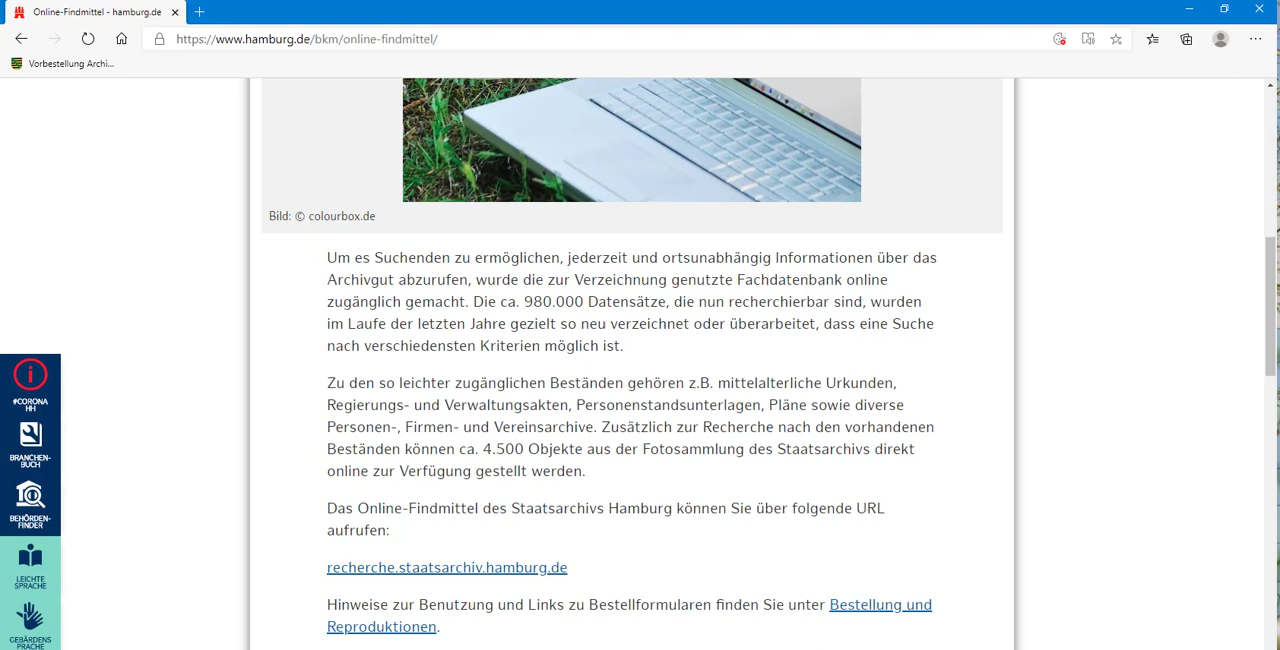 Online-Findmittel - hamburg.de
https://www.hamburg.de/bkm/online-findmittel/
Vorbestellung Archi...
Bild: © colourbox.de
Um es Suchenden zu ermöglichen, jederzeit und ortsunabhängig Informationen über das
Archivgut abzurufen, wurde die zur Verzeichnung genutzte Fachdatenbank online
zugänglich gemacht. Die ca. 980.000 Datensätze, die nun recherchierbar sind, wurden
im Laufe der letzten Jahre gezielt so neu verzeichnet oder überarbeitet, dass eine Suche
nach verschiedensten Kriterien möglich ist.
Zu den so leichter zugänglichen Beständen gehören z.B. mittelalterliche Urkunden,
Regierungs- und Verwaltungsakten, Personenstandsunterlagen, Pläne sowie diverse
Personen-, Firmen- und Vereinsarchive. Zusätzlich zur Recherche nach den vorhandenen
Beständen können ca. 4.500 Objekte aus der Fotosammlung des Staatsarchivs direkt
online zur Verfügung gestellt werden.
Das Online-Findmittel des Staatsarchivs Hamburg können Sie über folgende URL
aufrufen:
recherche.staatsarchiv.hamburg.de
Hinweise zur Benutzung und Links zu Bestellformularen finden Sie unter Bestellung und
Reproduktionen.
#CORONA
HH
BRANCHEN-
BUCH
BEHÖRDEN-
FINDER
LEICHTE
SPRACHE
GEBÄRDENS
PRACHE